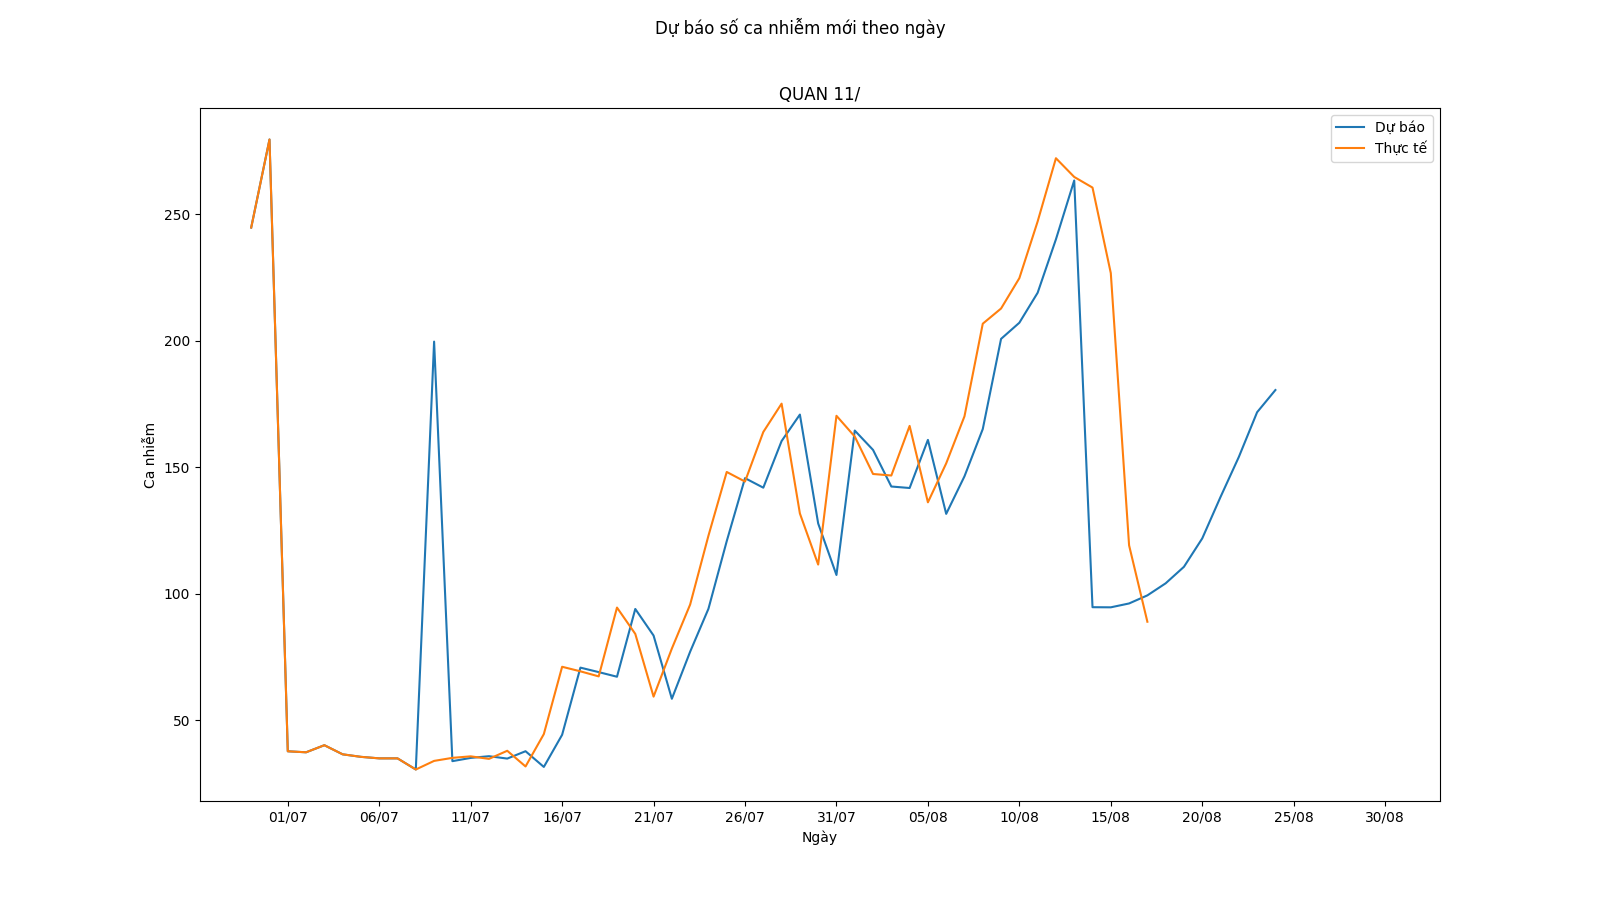 Dự báo số ca nhiễm mới theo ngày
QUAN 11/
Dự báo
Thực tế
Ca nhiễm
250
200
150
100
50
01/07 06/07 11/07 16/07 21/07 26/07 31/07 05/08 10/08 15/08 20/08 25/08 30/08
Ngày